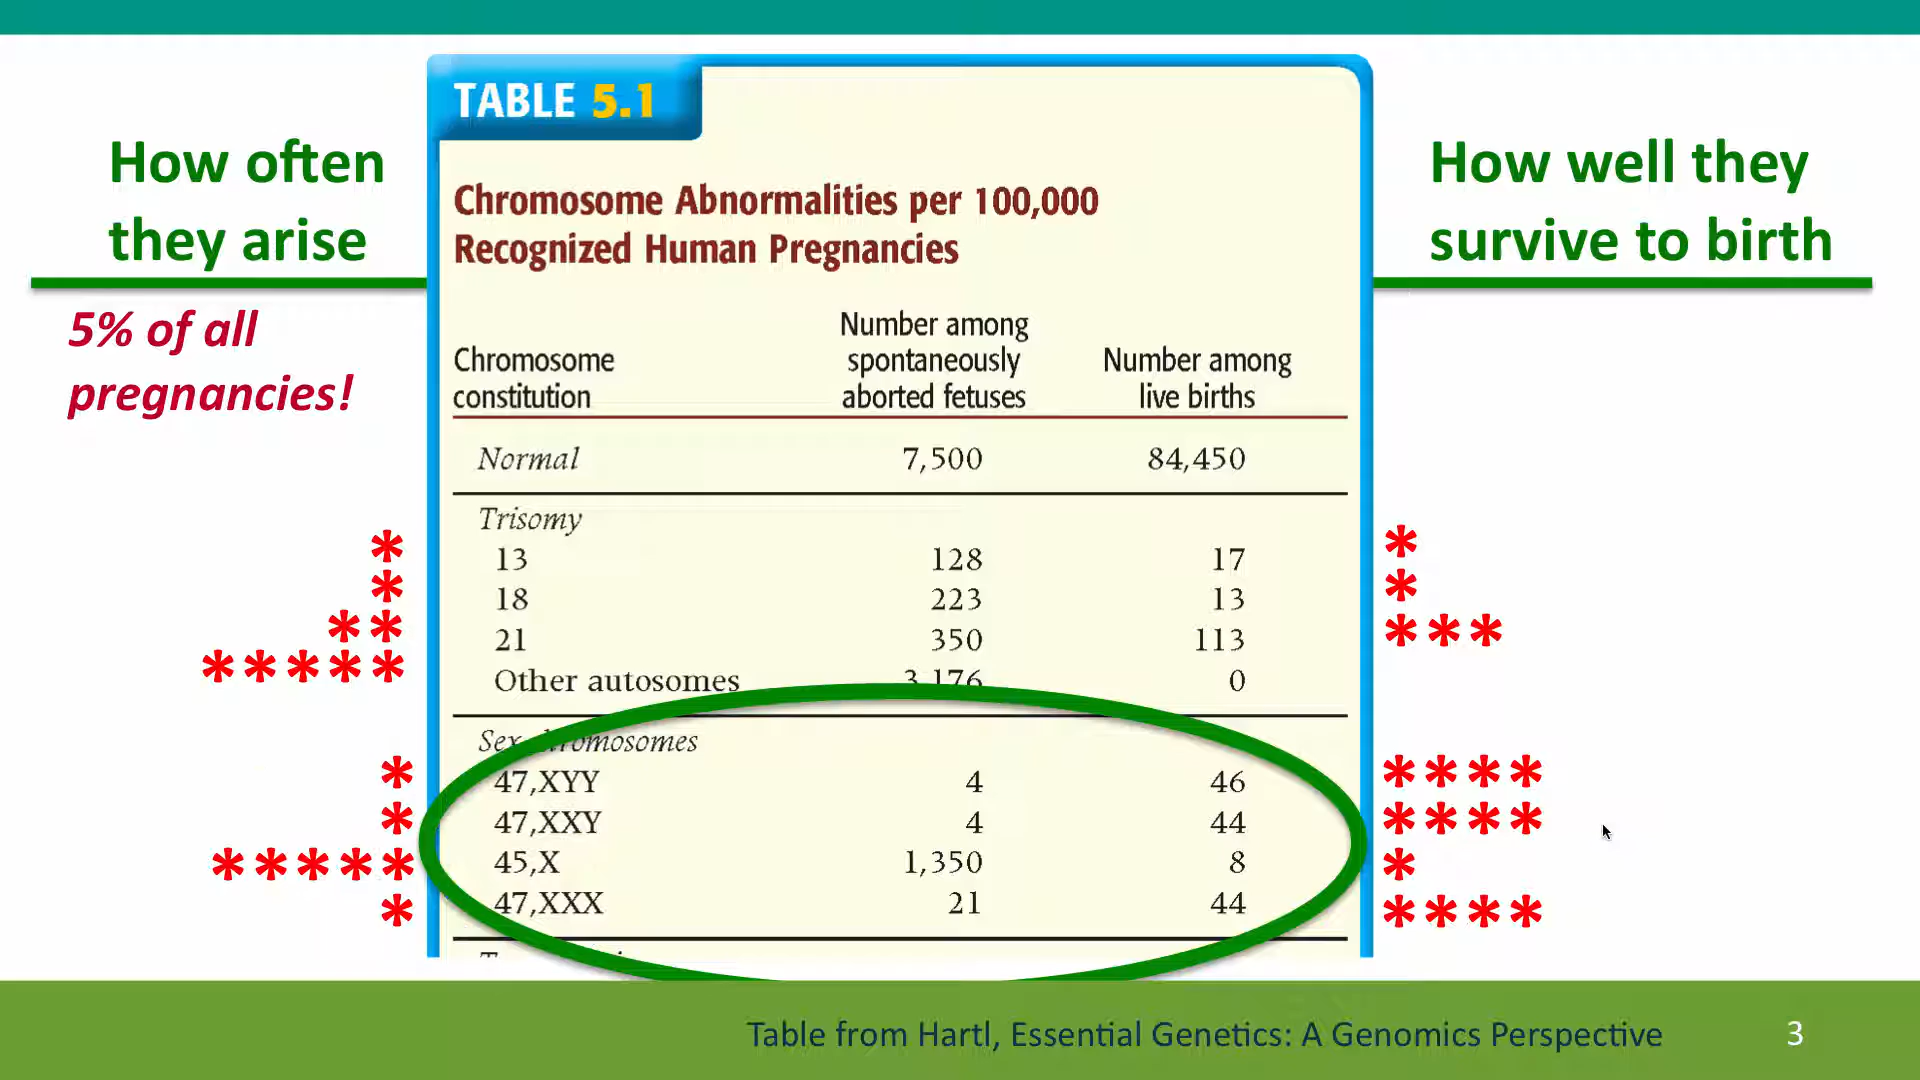 TABLE 5.1
How often
they arise
5% of all
pregnancies!
How well they
survive to birth
Chromosome Abnormalities per 100,000
Recognized Human Pregnancies
Chromosome
constitution
Number among
spontaneously
aborted fetuses
Number among
live births
Normal 7,500 84,450
Trisomy
* 13 128 17 *
* 18 223 13 *
** 21 350 113 ***
***** Other autosomes 3,176 0
Sex chromosomes
* 47,XYY 4 46 ****
* 47,XXY 4 44 ****
***** 45,X 1,350 8 *
* 47,XXX 21 44 ****
Table from Hartl, Essential Genetics: A Genomics Perspective 3